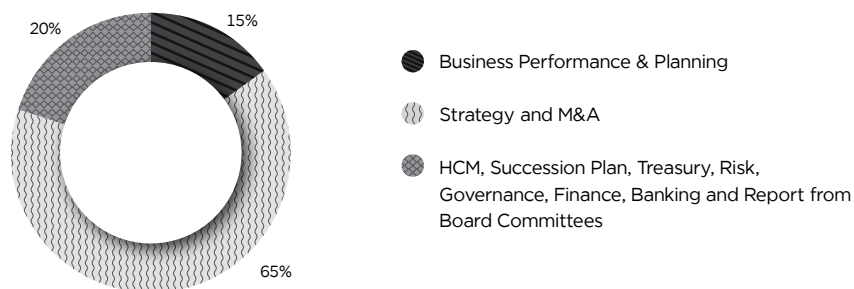 20%
15%
65%
Business Performance & Planning
Strategy and M&A
HCM, Succession Plan, Treasury, Risk,
Governance, Finance, Banking and Report from
Board Committees